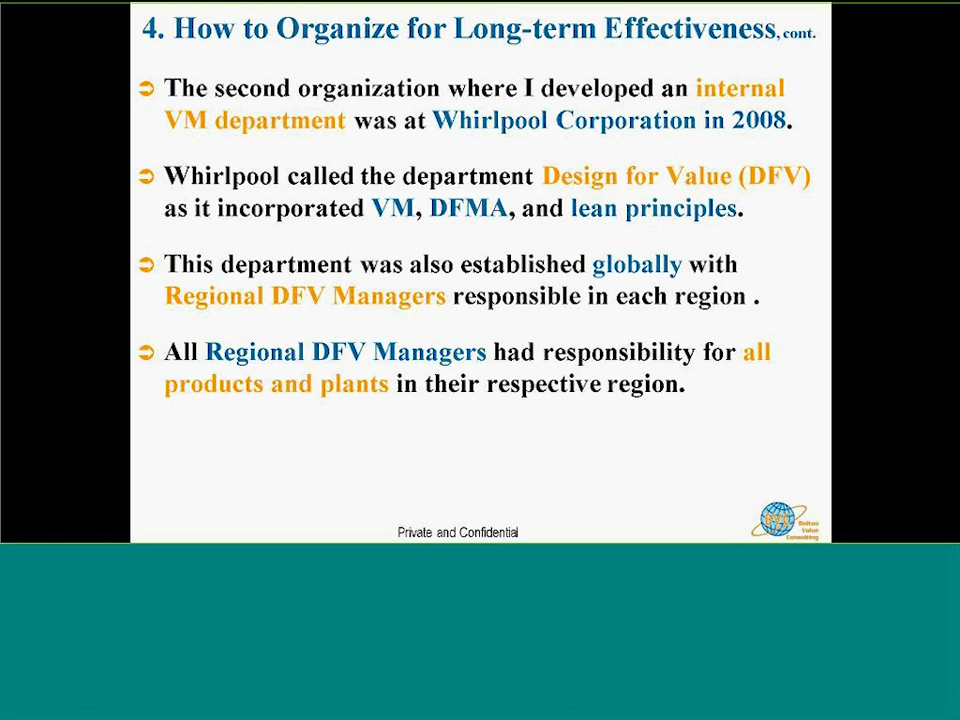 4. How to Organize for Long-term Effectiveness, cont.
The second organization where I developed an internal
VM department was at Whirlpool Corporation in 2008.
Whirlpool called the department Design for Value (DFV)
as it incorporated VM, DFMA, and lean principles.
This department was also established globally with
Regional DFV Managers responsible in each region .
All Regional DFV Managers had responsibility for all
products and plants in their respective region.
Private and Confidential
BVC
Value
Consulting